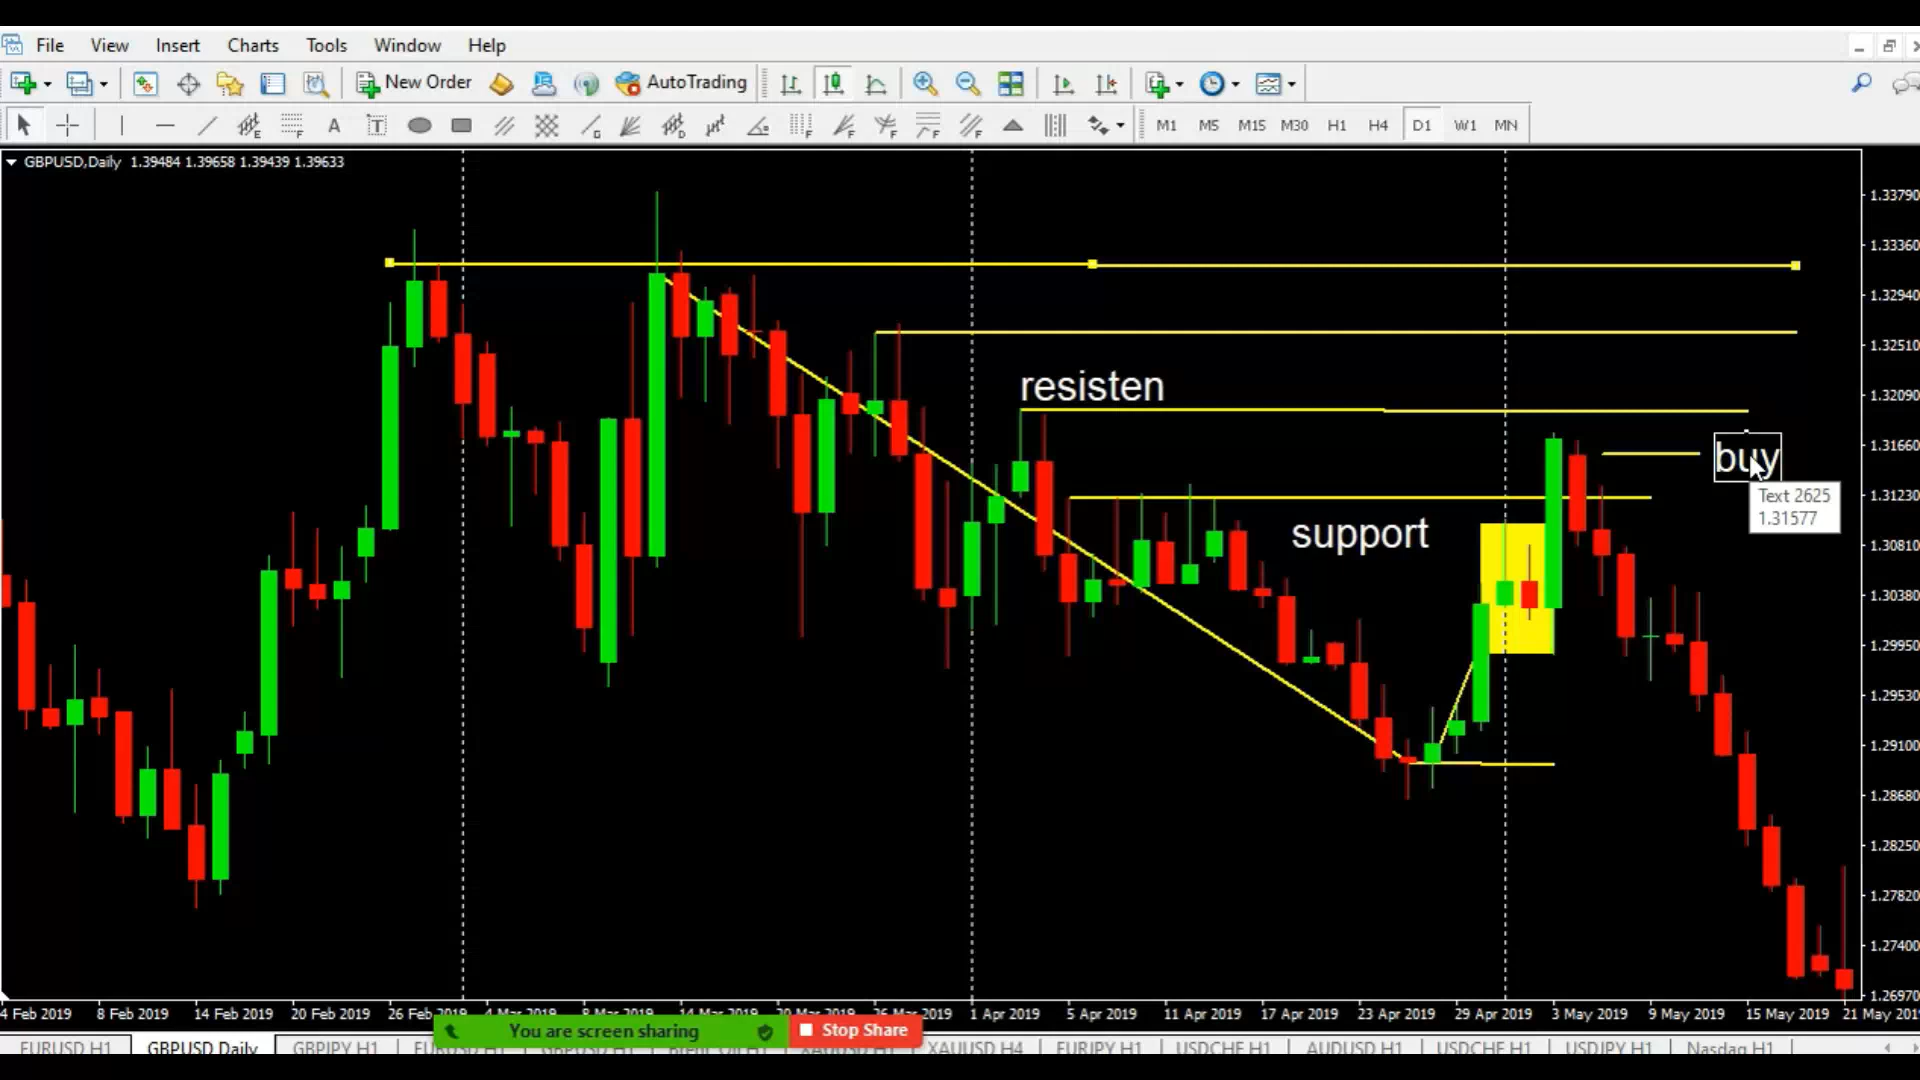 File View Insert Charts Tools Window Help
New Order AutoTrading
A T M1 M5 M15 M30 H1 H4 D1 W1 MN
GBPUSD,Daily 1.39484 1.39658 1.39439 1.39633
1.33790
1.33360
1.32940
1.32510
resisten
1.32090
1.31660
buy
Text 2625
1.31230
1.31577
support
1.30810
1.30380
1.29950
1.29530
1.29100
1.28680
1.28250
1.27820
1.27400
1.26970
4 Feb 2019 8 Feb 2019 14 Feb 2019 20 Feb 2019 26 Feb 1 Apr 2019 5 Apr 2019 11 Apr 2019 17 Apr 2019 23 Apr 2019 29 Apr 2019 3 May 2019 9 May 2019 15 May 2019 21 May 2019
You are screen sharing Stop Share
EURUSD H1 GBPUSD Daily GBPJPY H1 XAUUSD H4 EURJPY H1 USDCHF H1 AUDUSD H1 USDCHF H1 USDJPY H1 Nasdaq H1